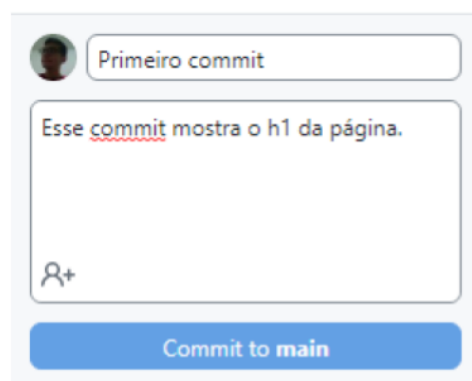 Primeiro commit
Esse commit mostra o h1 da página.
Commit to main